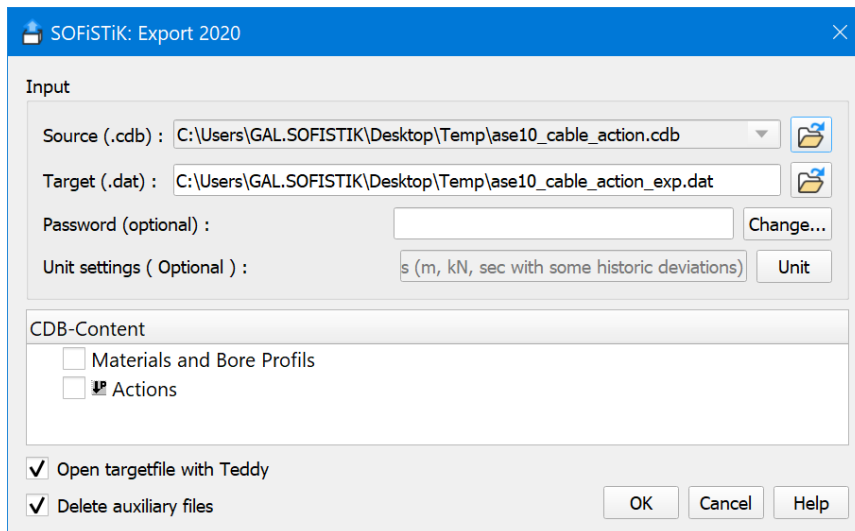 SOFiSTiK: Export 2020
Input
Source (.cdb) : C:\Users\GAL.SOFISTIK\Desktop\Temp\ase10_cable_action.cdb
Target (.dat) : C:\Users\GAL.SOFISTIK\Desktop\Temp\ase10_cable_action_exp.dat
Password (optional) : Change...
Unit settings ( Optional ) : s (m, kN, sec with some historic deviations) Unit
CDB-Content
Materials and Bore Profils
Actions
Open targetfile with Teddy
Delete auxiliary files
OK Cancel Help